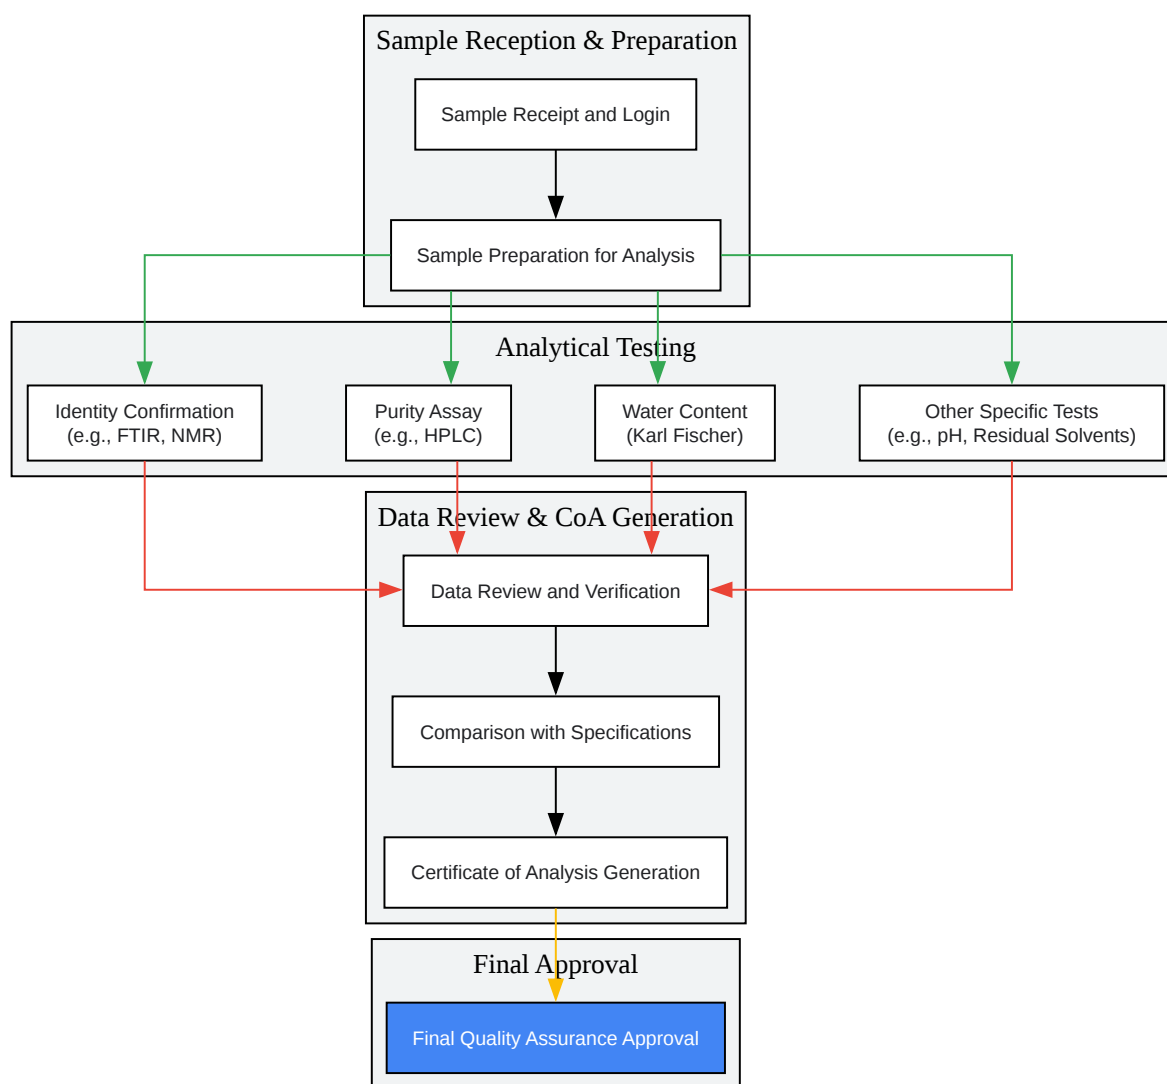 Sample Reception & Preparation
Sample Receipt and Login
Sample Preparation for Analysis
Analytical Testing
Identity Confirmation
(e.g., FTIR, NMR)
Purity Assay
(e.g., HPLC)
Water Content
(Karl Fischer)
Other Specific Tests
(e.g., pH, Residual Solvents)
Data Review & CoA Generation
Data Review and Verification
Comparison with Specifications
Certificate of Analysis Generation
Final Approval
Final Quality Assurance Approval